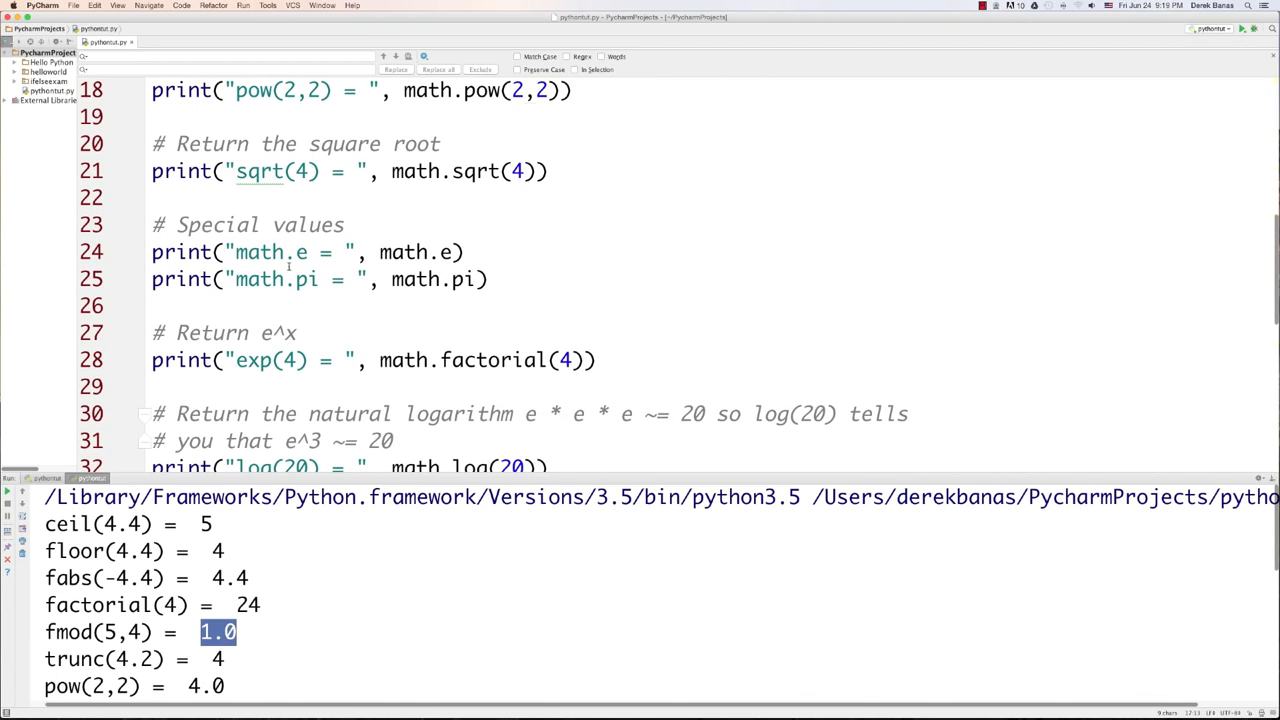 PyCharm File Edit View Navigate Code Refactor Run Tools VCS Window Help Fri Jun 24 9:19 PM Derek Banas
pythontut.py - PycharmProjects - [~/PycharmProjects]
PycharmProjects pythontut.py pythontut
pythontut.py
PycharmProject
Hello Python
helloworld
ifelseexam
pythontut.py
External Librarie
Match Case Regex Words
Replace Replace all Exclude Preserve Case In Selection
18 print("pow(2,2) = ", math.pow(2,2))
19
20 # Return the square root
21 print("sqrt(4) = ", math.sqrt(4))
22
23 # Special values
24 print("math.e = ", math.e)
25 print("math.pi = ", math.pi)
26
27 # Return e^x
28 print("exp(4) = ", math.factorial(4))
29
30 # Return the natural logarithm e * e * e ~= 20 so log(20) tells
31 # you that e^3 ~= 20
32 print("log(20) = ", math.log(20))
Run: pythontut pythontut
/Library/Frameworks/Python.framework/Versions/3.5/bin/python3.5 /Users/derekbanas/PycharmProjects/pytho
ceil(4.4) = 5
floor(4.4) = 4
fabs(-4.4) = 4.4
factorial(4) = 24
fmod(5,4) = 1.0
trunc(4.2) = 4
pow(2,2) = 4.0
9 chars 17:13 LF÷ UTF-8÷